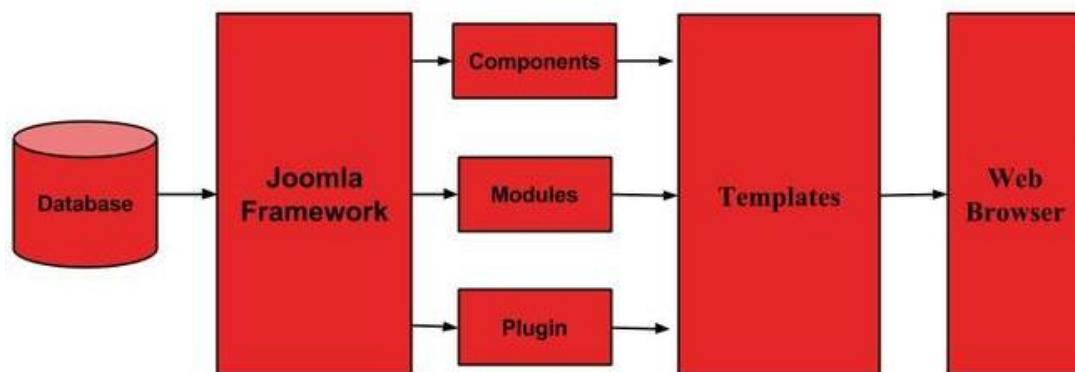 Database
Joomla
Framework
Components
Modules
Plugin
Templates
Web
Browser